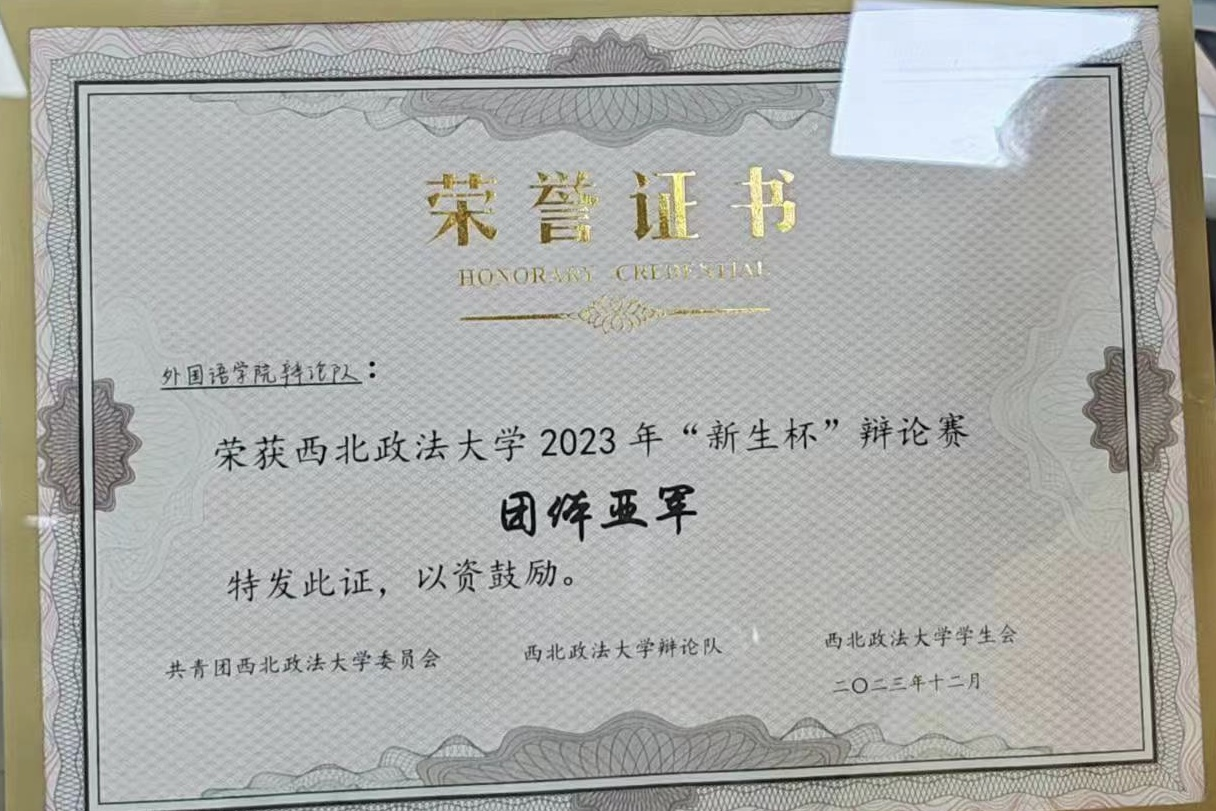 荣誉证书
HONORARY CREDENTIAL
外国语学院辩论队：
荣获西北政法大学2023年“新生杯”辩论赛
团体亚军
特发此证，以资鼓励。
共青团西北政法大学委员会 西北政法大学辩论队 西北政法大学学生会
二〇二三年十二月